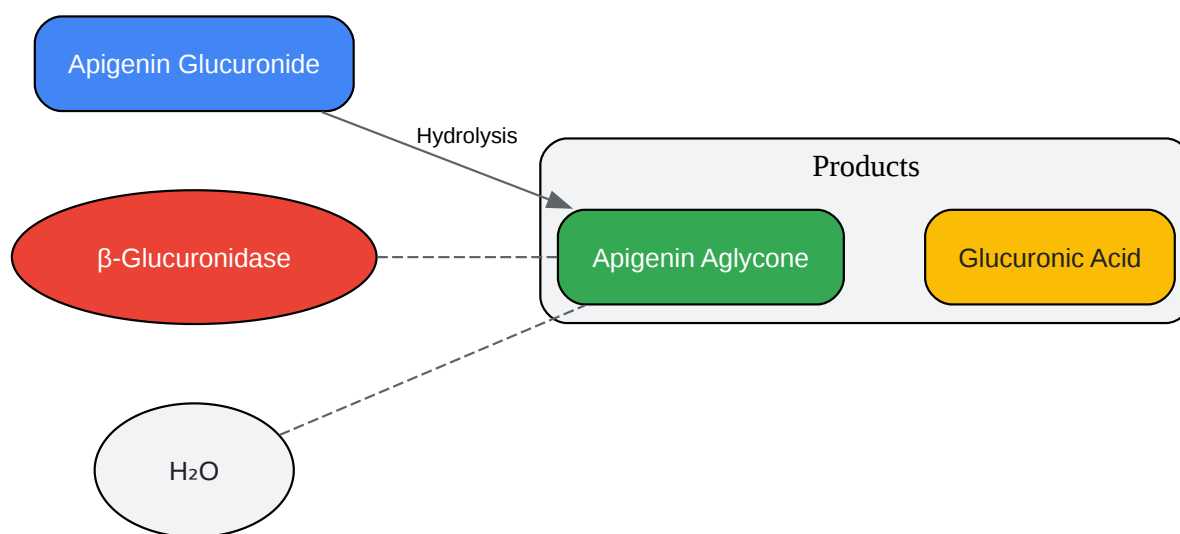 Apigenin Glucuronide
Hydrolysis
Products
β-Glucuronidase
Apigenin Aglycone
Glucuronic Acid
H₂O